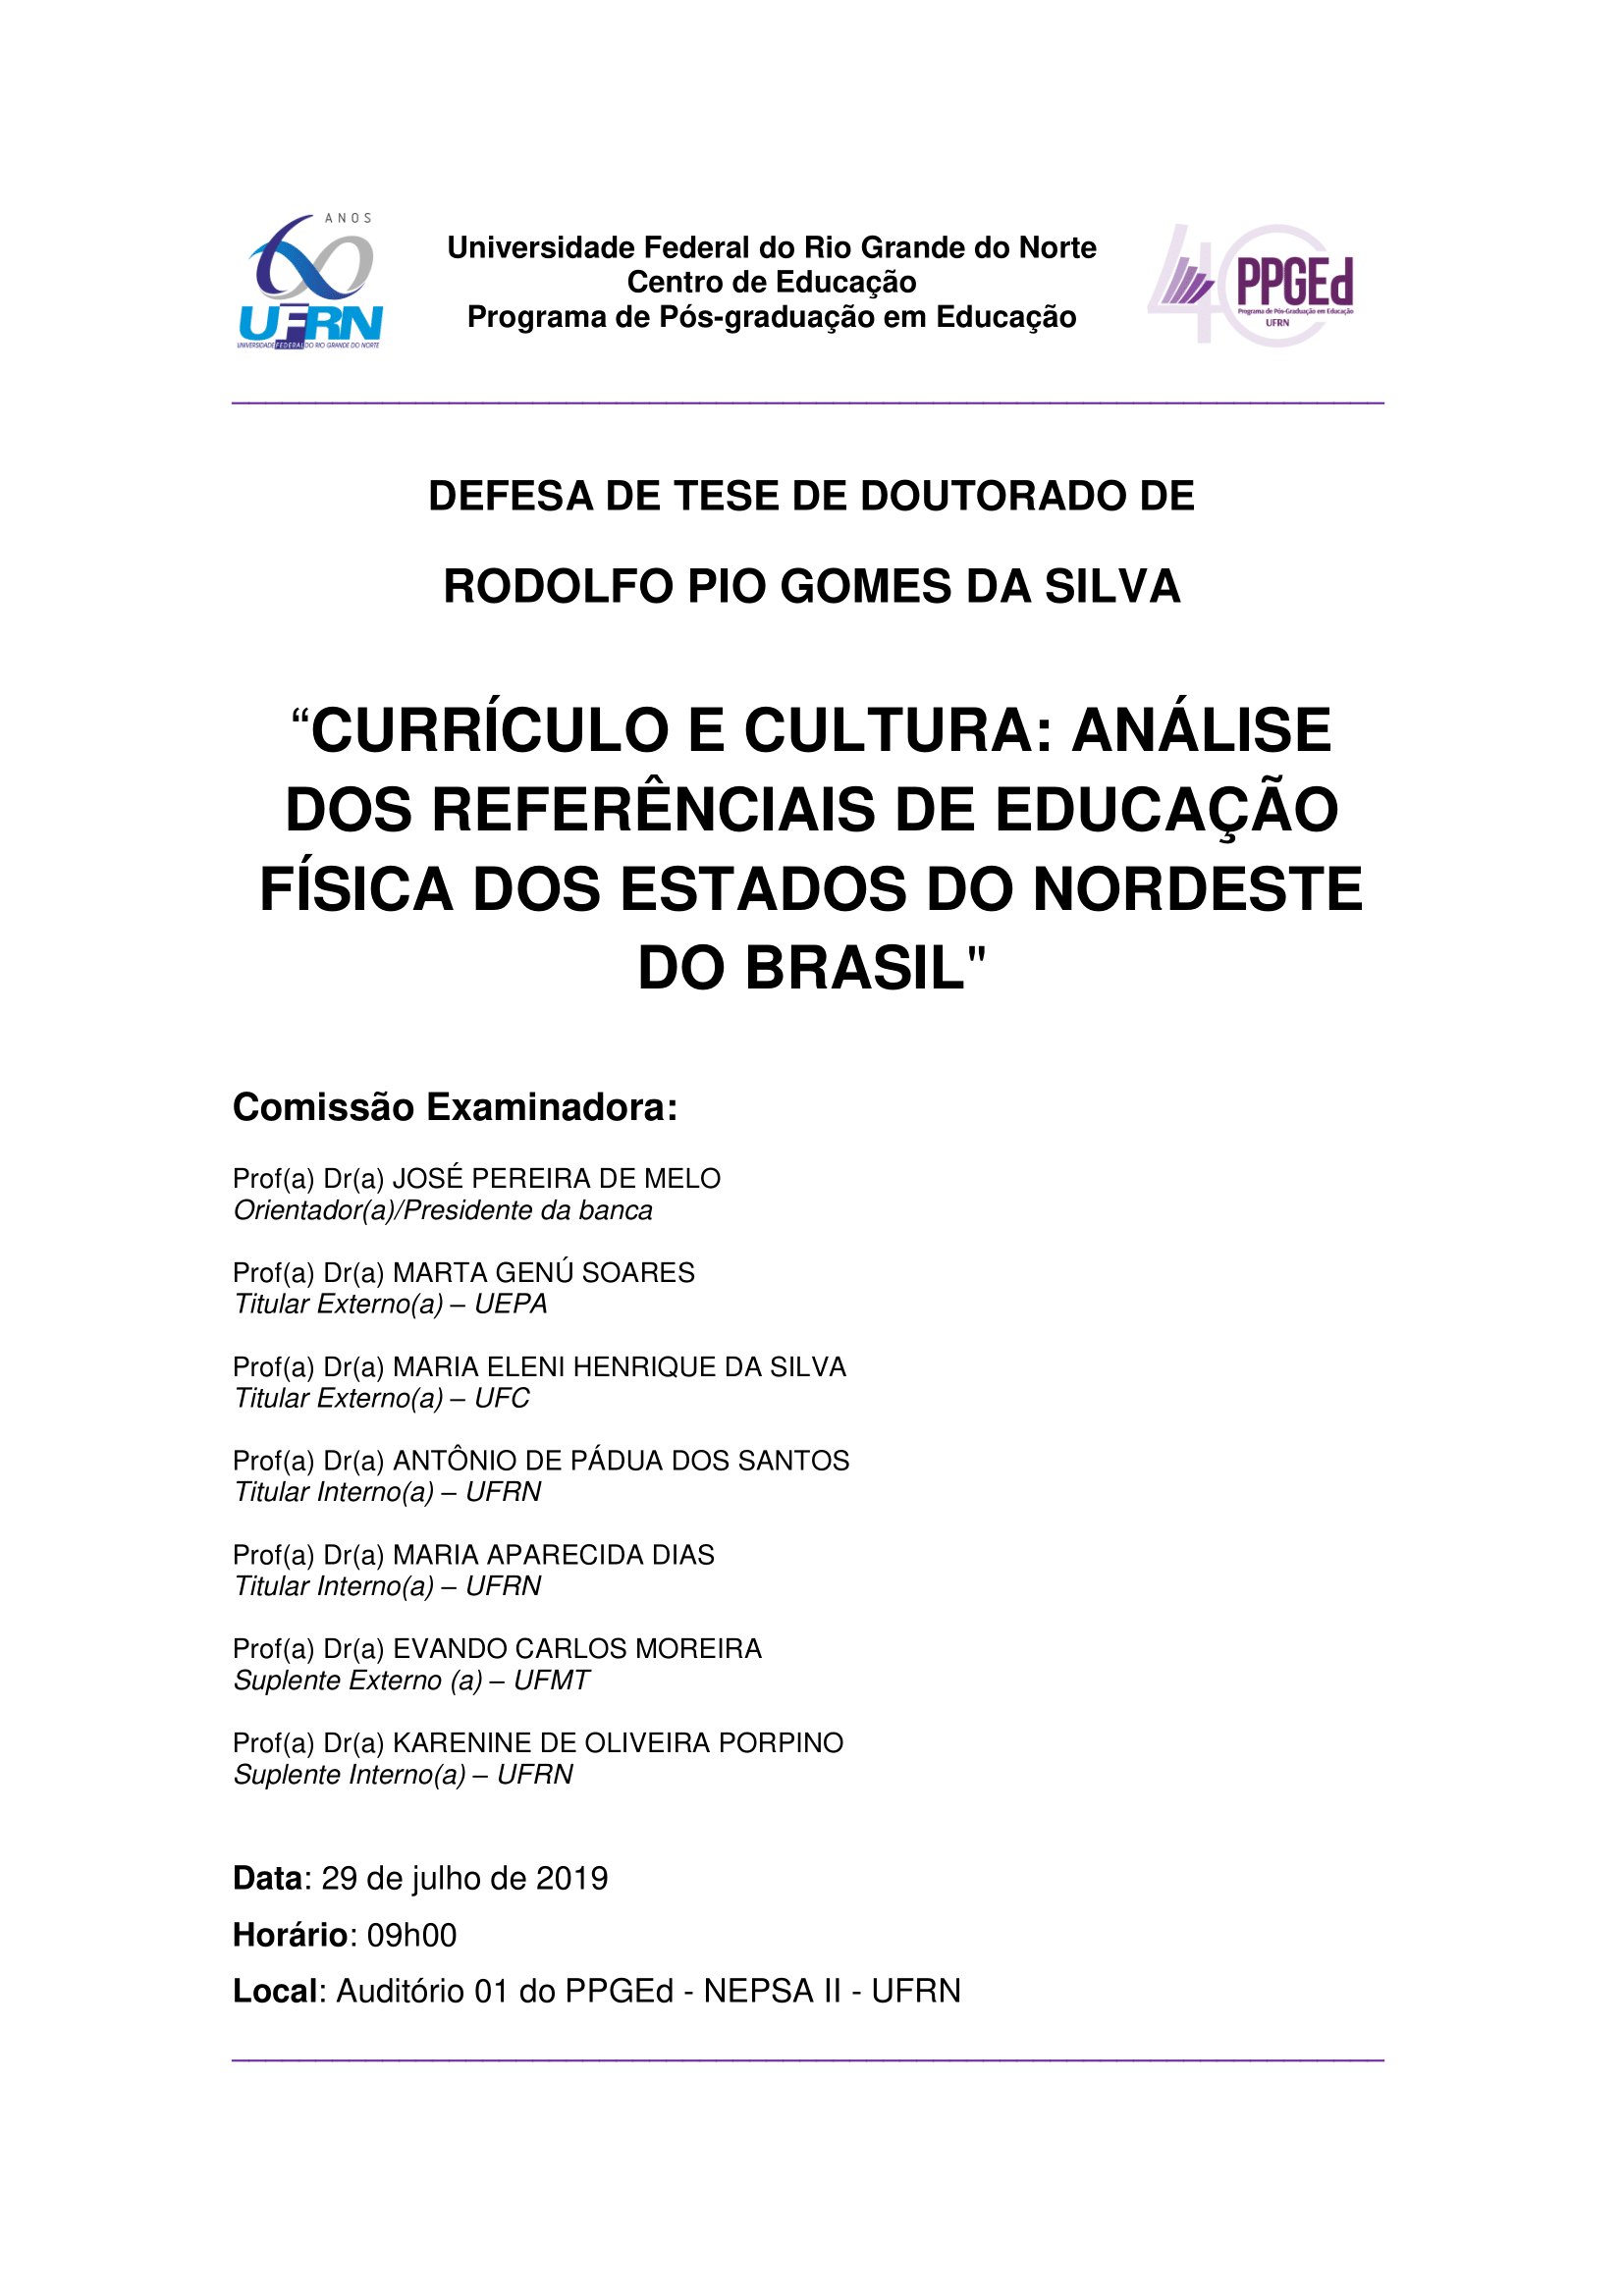 ANOS
60
UFRN
UNIVERSIDADE FEDERAL DO RIO GRANDE DO NORTE
Universidade Federal do Rio Grande do Norte
Centro de Educação
Programa de Pós-graduação em Educação
40
PPGEd
Programa de Pós-Graduação em Educação
UFRN
DEFESA DE TESE DE DOUTORADO DE
RODOLFO PIO GOMES DA SILVA
“CURRÍCULO E CULTURA: ANÁLISE
DOS REFERÊNCIAIS DE EDUCAÇÃO
FÍSICA DOS ESTADOS DO NORDESTE
DO BRASIL"
Comissão Examinadora:
Prof(a) Dr(a) JOSÉ PEREIRA DE MELO
Orientador(a)/Presidente da banca
Prof(a) Dr(a) MARTA GENÚ SOARES
Titular Externo(a) – UEPA
Prof(a) Dr(a) MARIA ELENI HENRIQUE DA SILVA
Titular Externo(a) – UFC
Prof(a) Dr(a) ANTÔNIO DE PÁDUA DOS SANTOS
Titular Interno(a) – UFRN
Prof(a) Dr(a) MARIA APARECIDA DIAS
Titular Interno(a) – UFRN
Prof(a) Dr(a) EVANDO CARLOS MOREIRA
Suplente Externo (a) – UFMT
Prof(a) Dr(a) KARENINE DE OLIVEIRA PORPINO
Suplente Interno(a) – UFRN
Data: 29 de julho de 2019
Horário: 09h00
Local: Auditório 01 do PPGEd - NEPSA II - UFRN